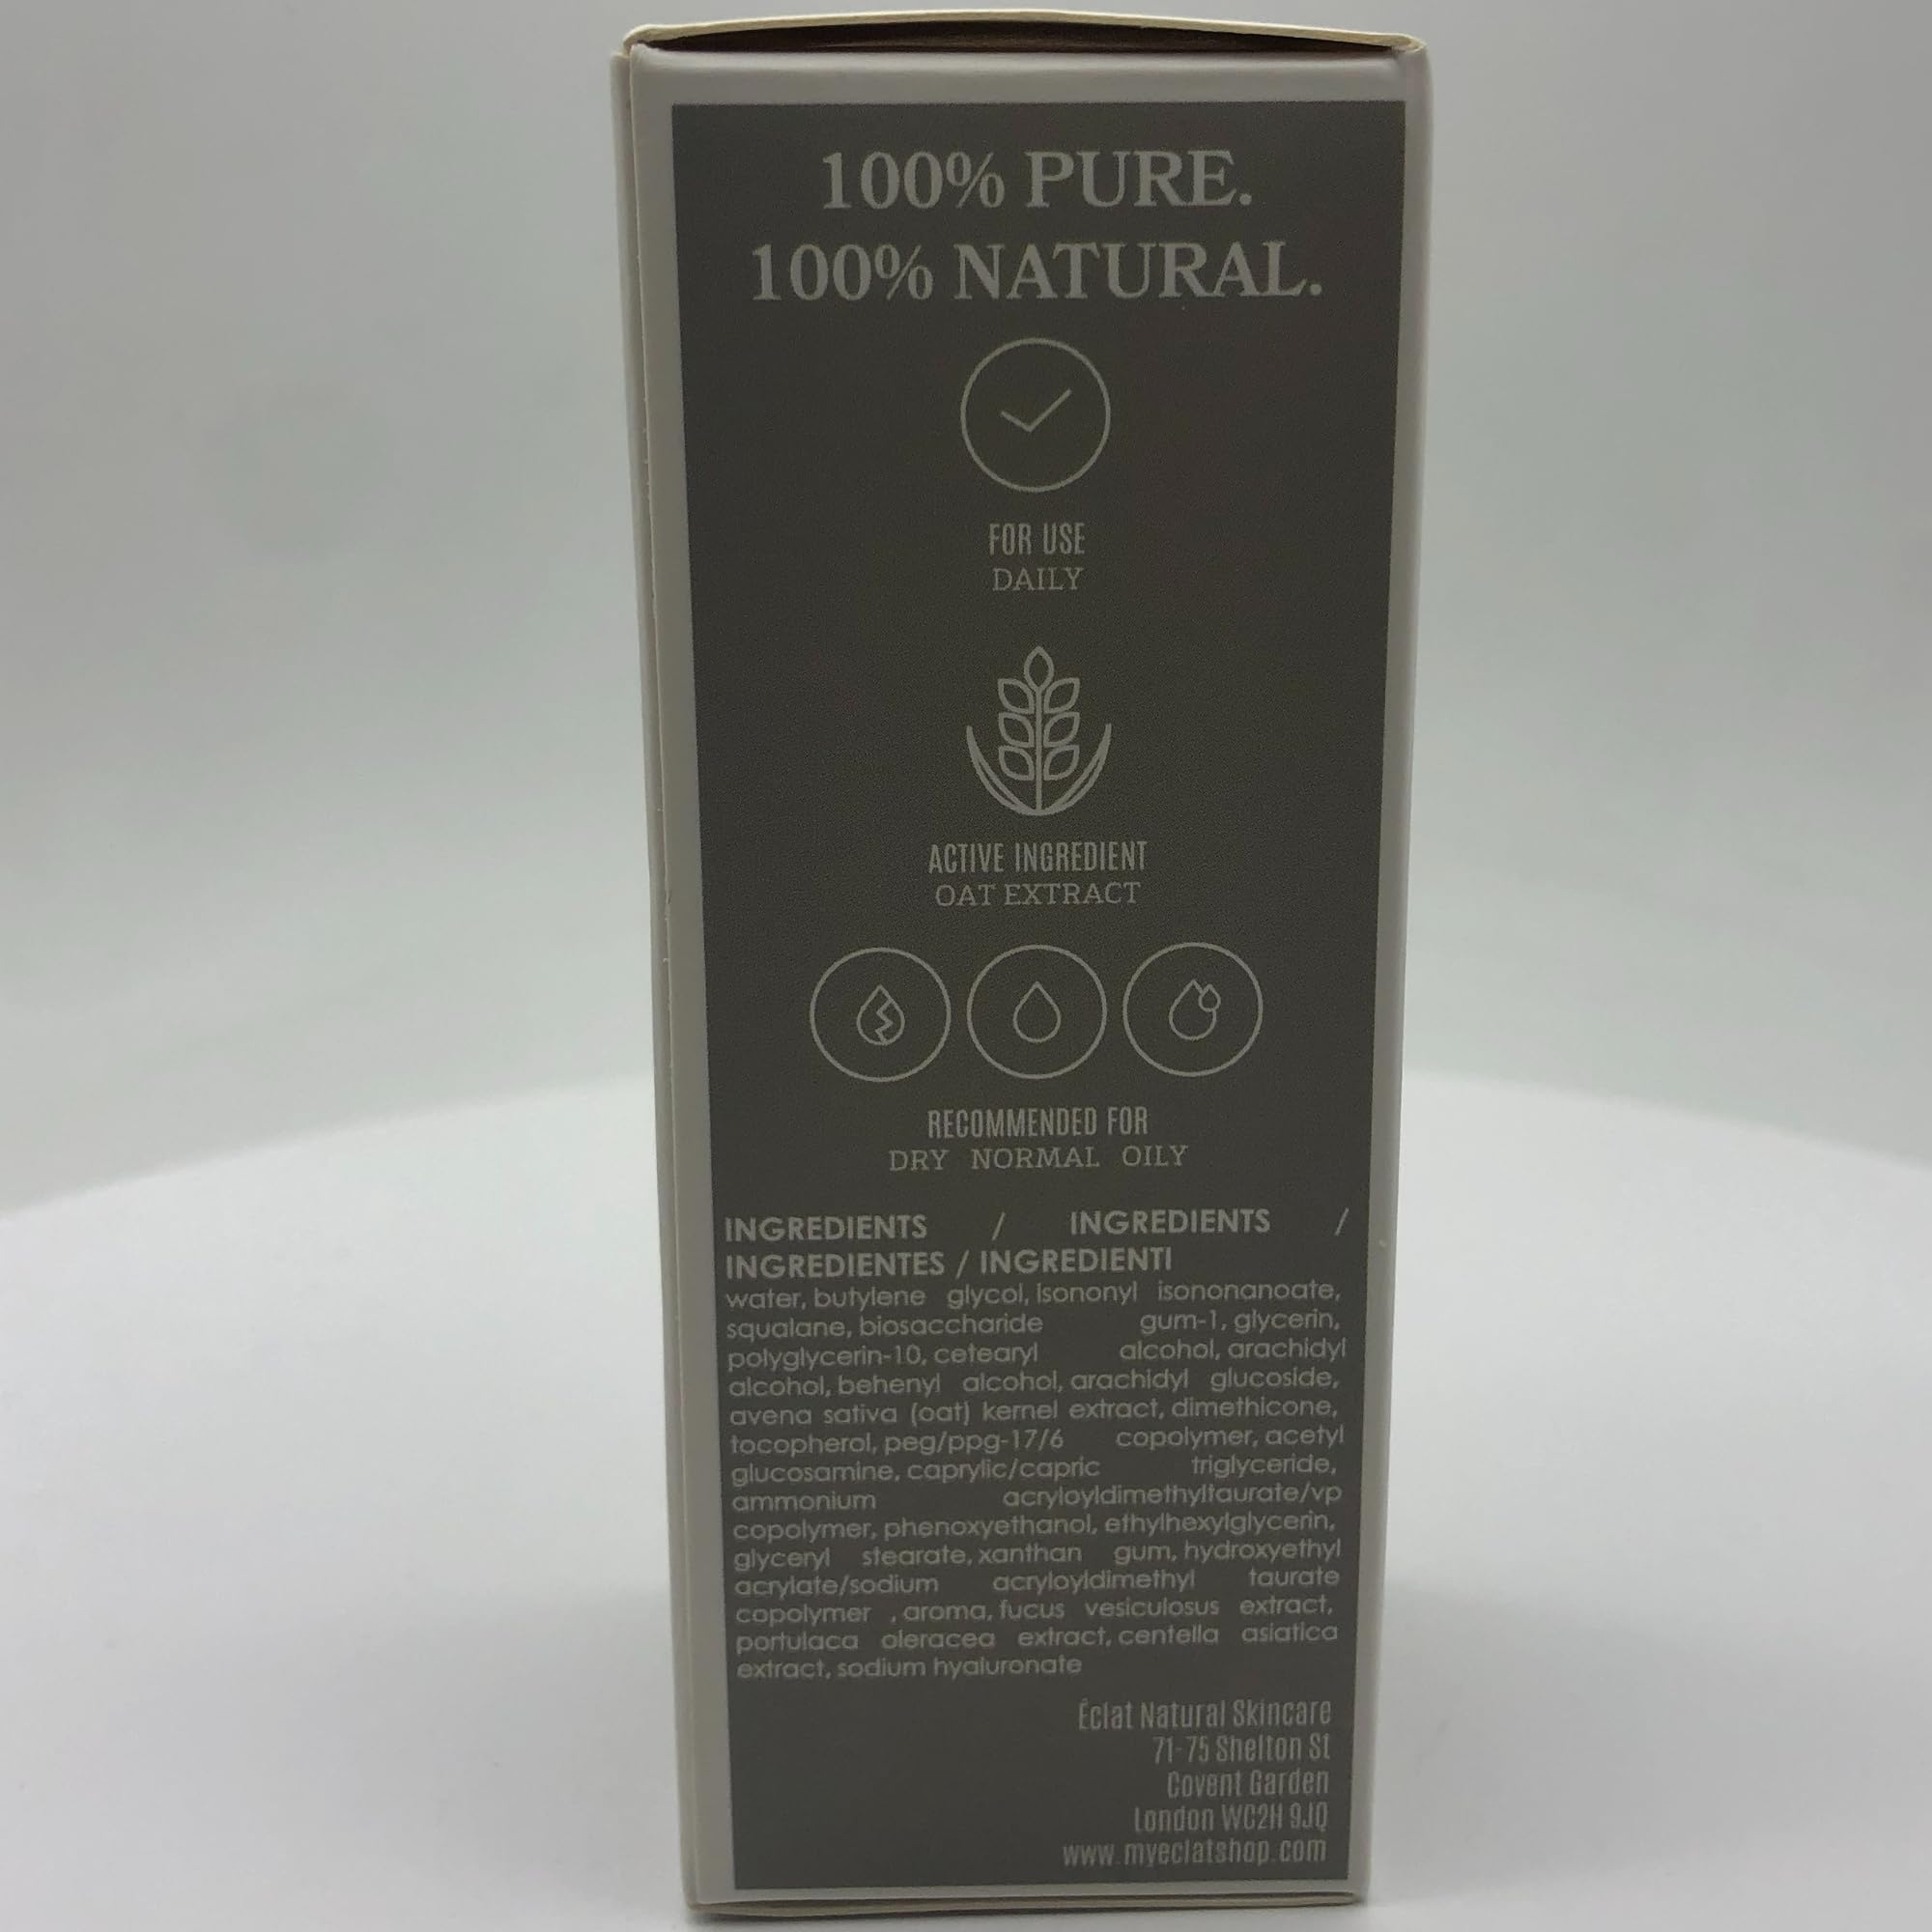 100% PURE.
100% NATURAL.
FOR USE
DAILY
ACTIVE INGREDIENT
OAT EXTRACT
RECOMMENDED FOR
DRY NORMAL OILY
INGREDIENTS / INGREDIENTS /
INGREDIENTES / INGREDIENTI
water, butylene glycol, Isononyl isononanoate,
squalane, biosaccharide gum-1, glycerin,
polyglycerin-10, cetearyl alcohol, arachidyl
alcohol, behenyl alcohol, arachidyl glucoside,
avena sativa (oat) kernel extract, dimethicone,
tocopherol, peg/ppg-17/6 copolymer, acetyl
glucosamine, caprylic/capric triglyceride,
ammonium acryloyldimethyltaurate/vp
copolymer, phenoxyethanol, ethylhexylglycerin,
glyceryl stearate, xanthan gum, hydroxyethyl
acrylate/sodium acryloyldimethyl taurate
copolymer , aroma, fucus vesiculosus extract,
portulaca oleracea extract, centella asiatica
extract, sodium hyaluronate
Éclat Natural Skincare
71-75 Shelton St
Covent Garden
London WC2H 9JQ
www.myeclatshop.com